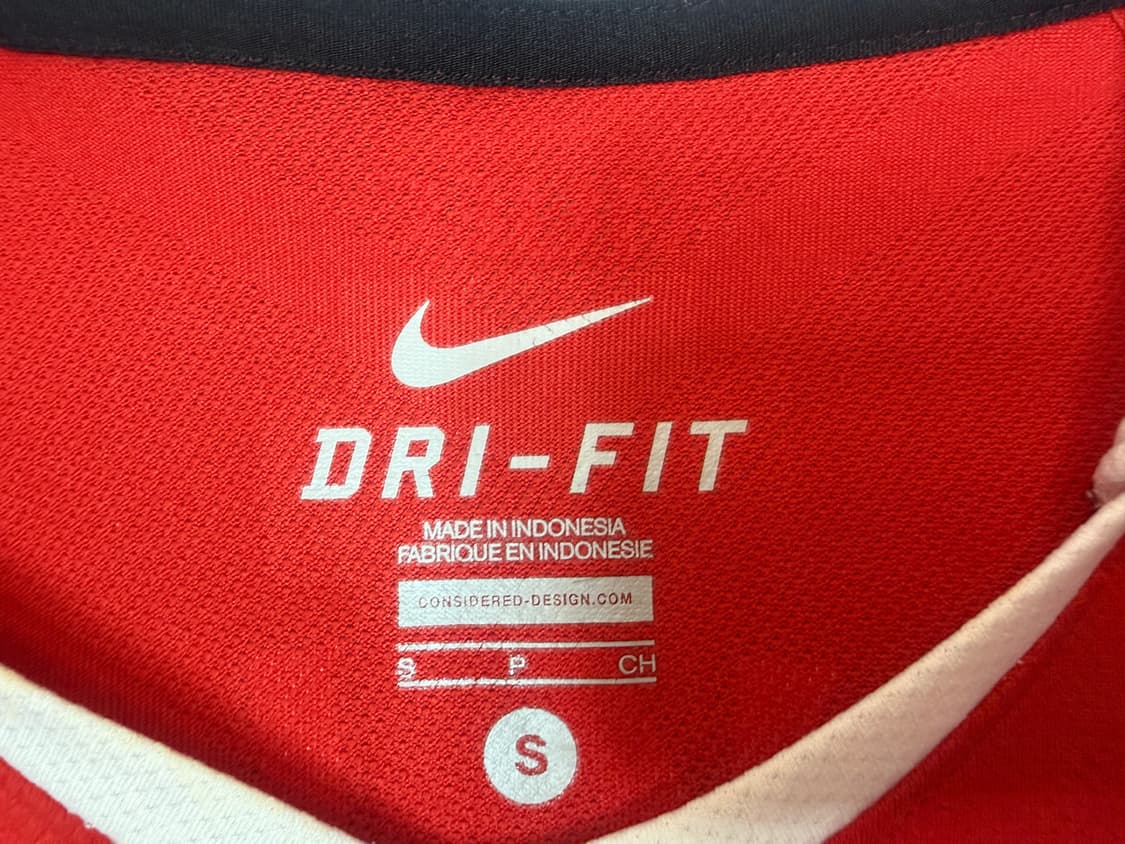 DRI-FIT
MADE IN INDONESIA
FABRIQUE EN INDONESIE
CONSIDERED-DESIGN.COM
S P CH
S